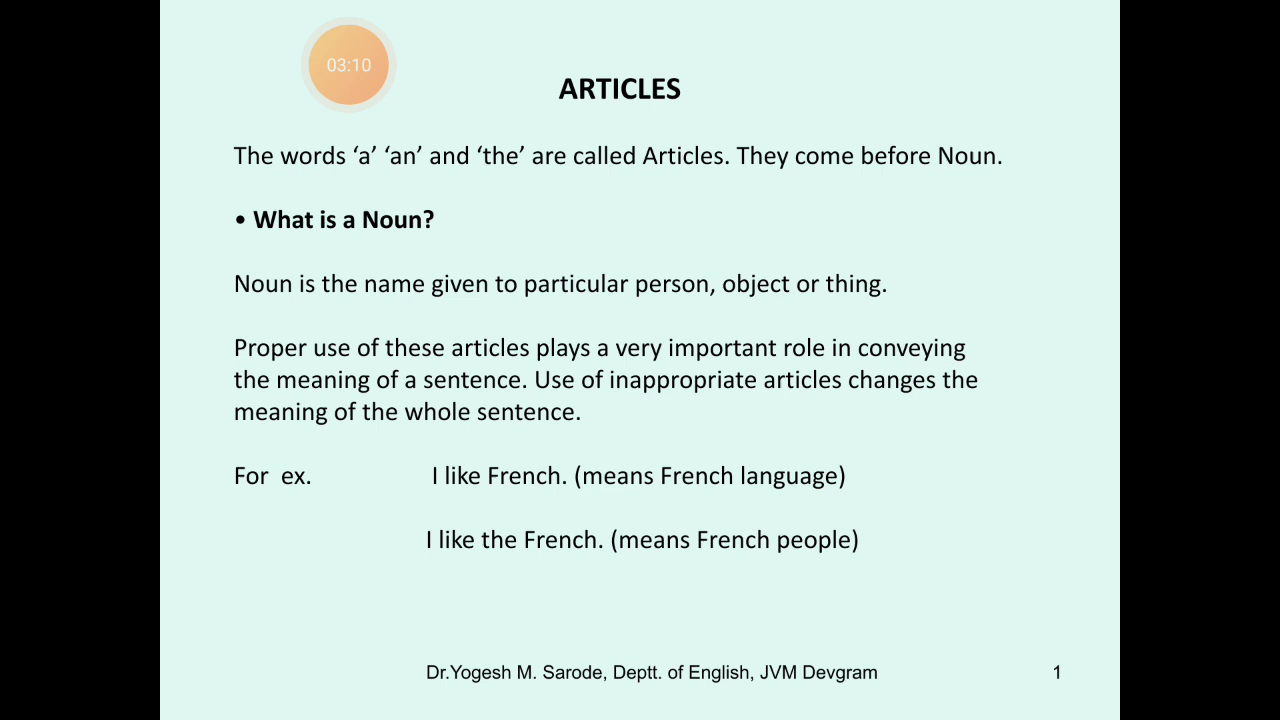 03:10
ARTICLES
The words ‘a’ ‘an’ and ‘the’ are called Articles. They come before Noun.
• What is a Noun?
Noun is the name given to particular person, object or thing.
Proper use of these articles plays a very important role in conveying
the meaning of a sentence. Use of inappropriate articles changes the
meaning of the whole sentence.
For ex. I like French. (means French language)
I like the French. (means French people)
Dr.Yogesh M. Sarode, Deptt. of English, JVM Devgram 1